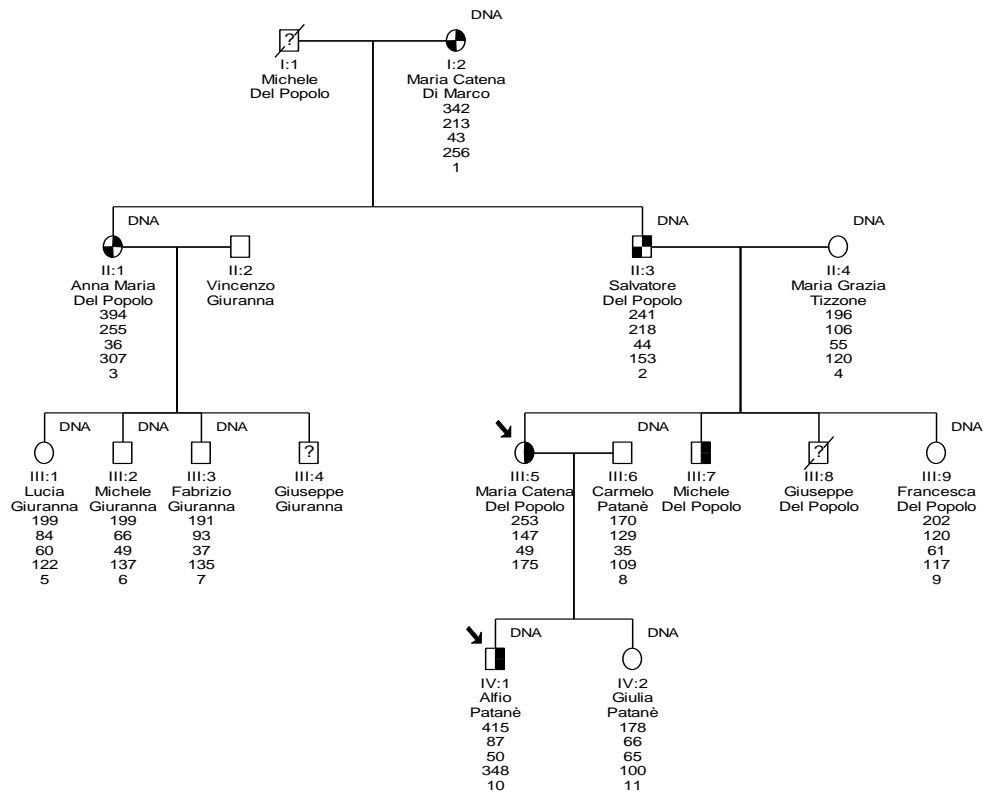 DNA
?
I:1
Michele
Del Popolo
I:2
Maria Catena
Di Marco
342
213
43
256
1
DNA
II:1
Anna Maria
Del Popolo
394
255
36
307
3
II:2
Vincenzo
Giuranna
DNA
II:3
Salvatore
Del Popolo
241
218
44
153
2
DNA
II:4
Maria Grazia
Tizzone
196
106
55
120
4
DNA
III:1
Lucia
Giuranna
199
84
60
122
5
DNA
III:2
Michele
Giuranna
199
66
49
137
6
DNA
III:3
Fabrizio
Giuranna
191
93
37
135
7
?
III:4
Giuseppe
Giuranna
DNA
III:5
Maria Catena
Del Popolo
253
147
49
175
III:6
Carmelo
Patanè
170
129
35
109
8
DNA
III:7
Michele
Del Popolo
?
III:8
Giuseppe
Del Popolo
DNA
III:9
Francesca
Del Popolo
202
120
61
117
9
DNA
IV:1
Alfio
Patanè
415
87
50
348
10
DNA
IV:2
Giulia
Patanè
178
66
65
100
11